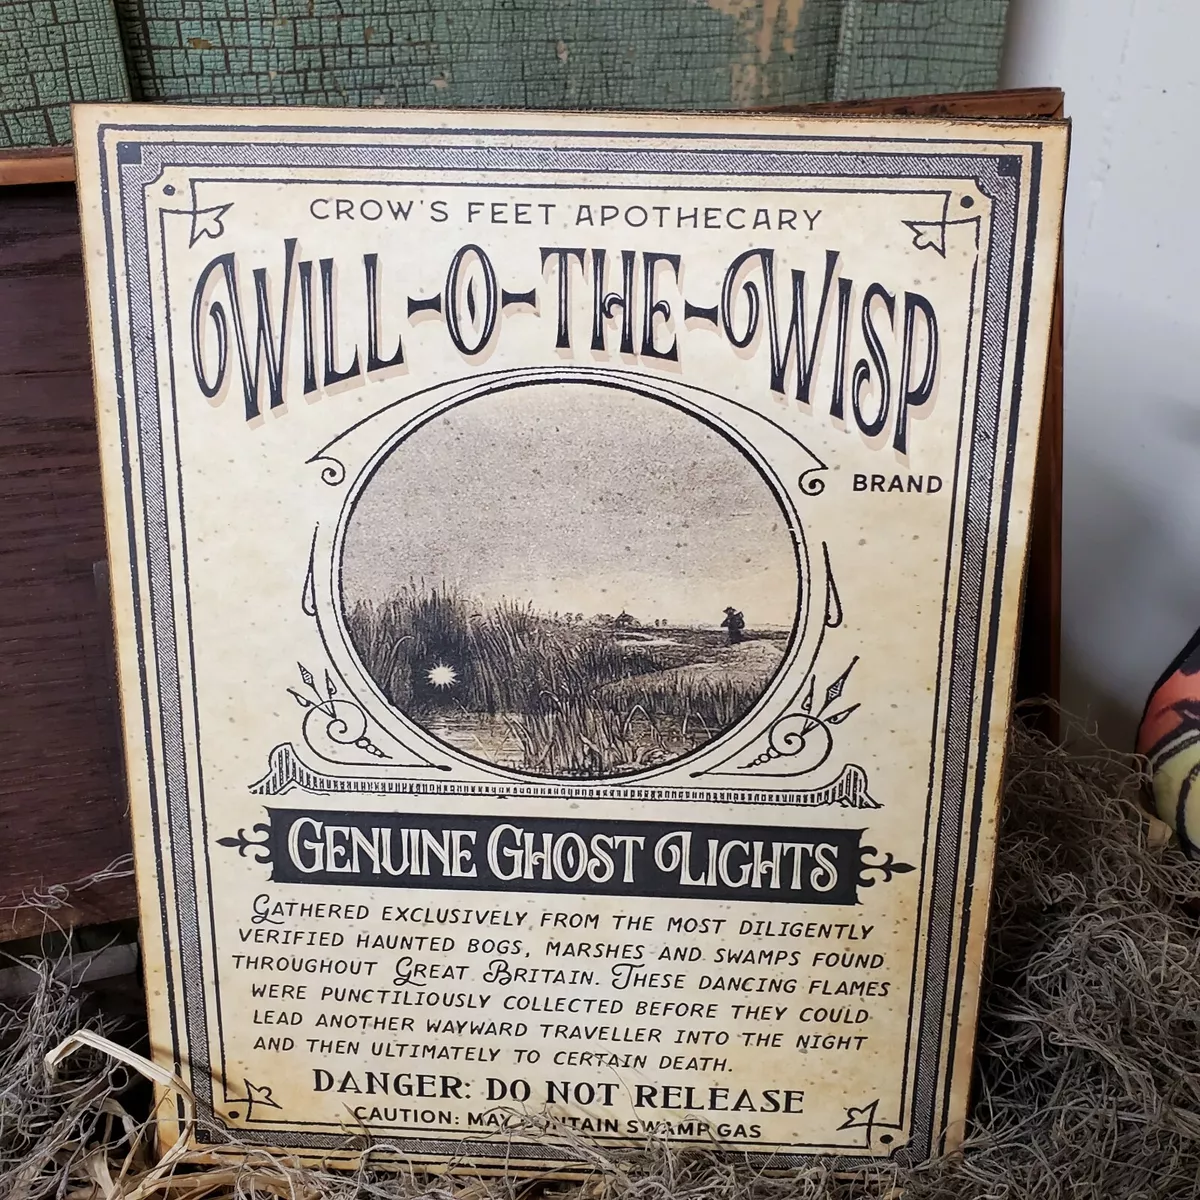 CROW'S FEET APOTHECARY
WILL-O-THE-WISP
BRAND
GENUINE GHOST LIGHTS
GATHERED EXCLUSIVELY FROM THE MOST DILIGENTLY
VERIFIED HAUNTED BOGS, MARSHES AND SWAMPS FOUND
THROUGHOUT GREAT BRITAIN. THESE DANCING FLAMES
WERE PUNCTILIOUSLY COLLECTED BEFORE THEY COULD
LEAD ANOTHER WAYWARD TRAVELLER INTO THE NIGHT
AND THEN ULTIMATELY TO CERTAIN DEATH.
DANGER: DO NOT RELEASE
CAUTION: MAY CONTAIN SWAMP GAS